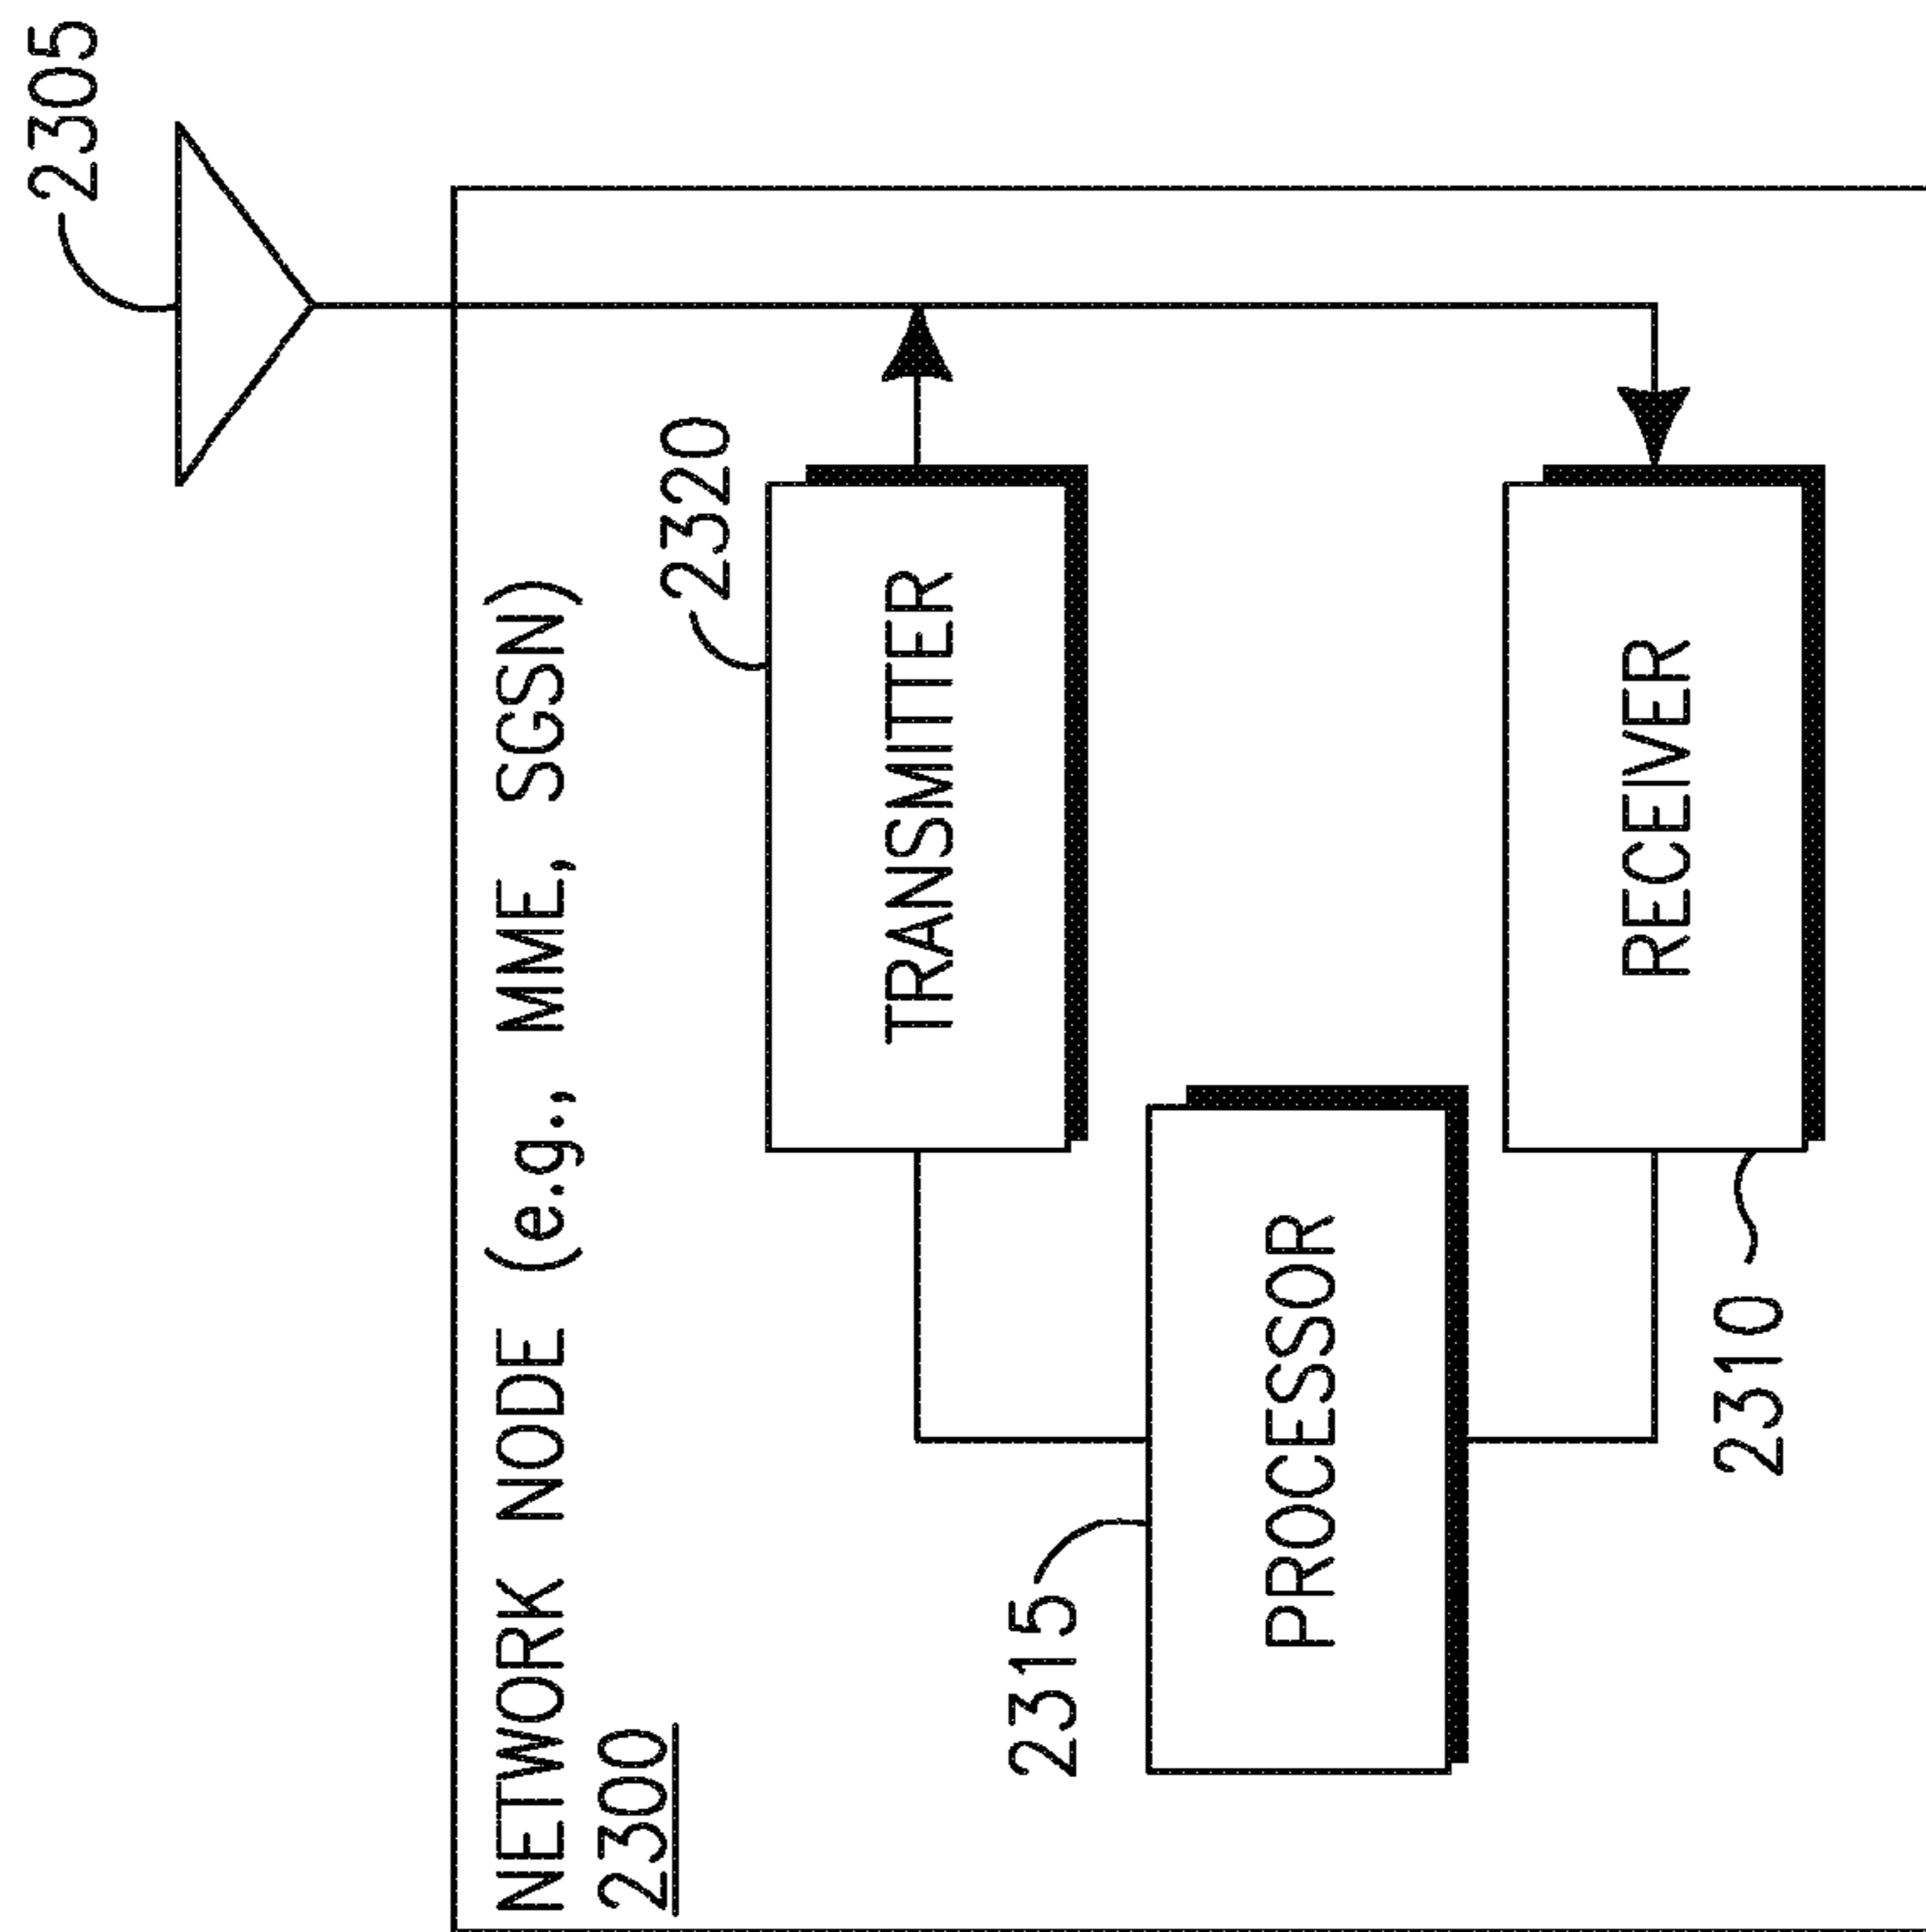 2305
NETWORK NODE (e.g., MME, SGSN)
2300
2320
TRANSMITTER
2315
PROCESSOR
RECEIVER
2310